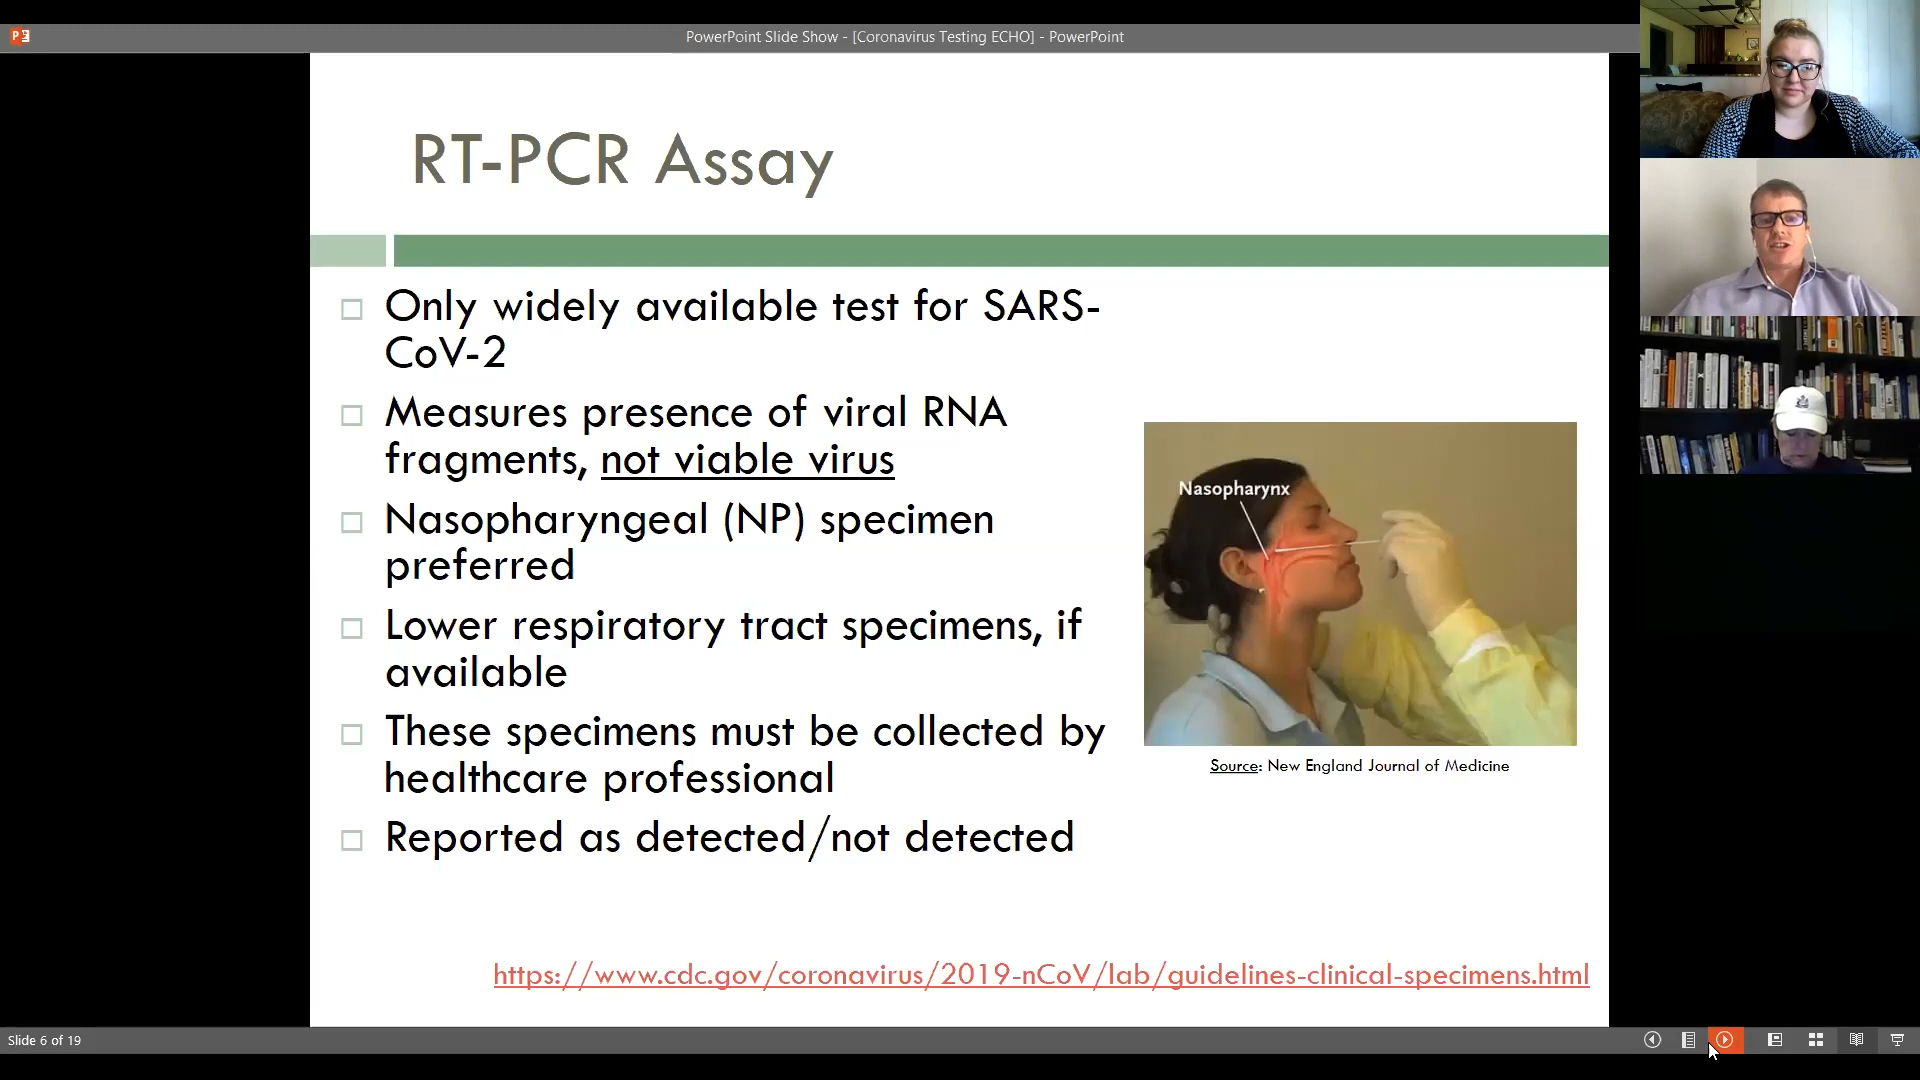 PowerPoint Slide Show - [Coronavirus Testing ECHO] - PowerPoint
RT-PCR Assay
Only widely available test for SARS-
CoV-2
Measures presence of viral RNA
fragments, not viable virus
Nasopharyngeal (NP) specimen
preferred
Lower respiratory tract specimens, if
available
These specimens must be collected by
healthcare professional
Reported as detected/not detected
Nasopharynx
Source: New England Journal of Medicine
https://www.cdc.gov/coronavirus/2019-nCoV/lab/guidelines-clinical-specimens.html
Slide 6 of 19